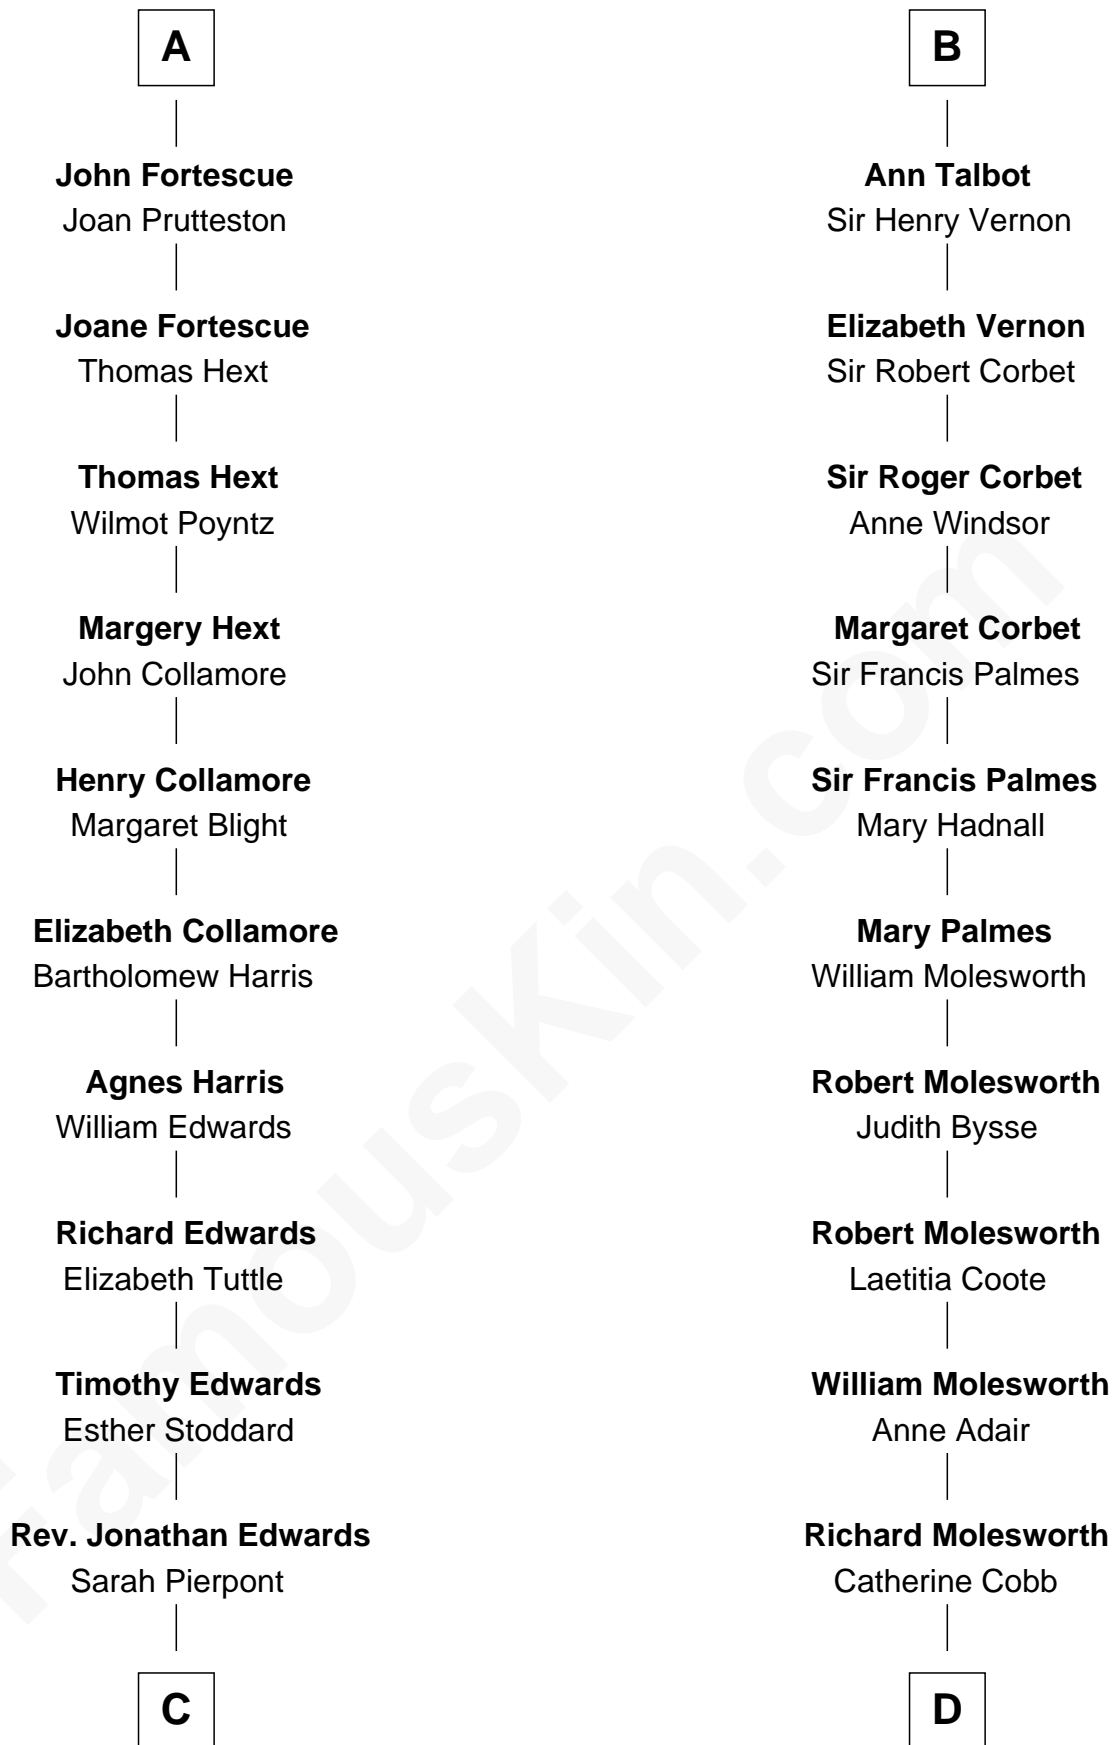 A
John Fortescue
Joan Prutteston
Joane Fortescue
Thomas Hext
Thomas Hext
Wilmot Poyntz
Margery Hext
John Collamore
Henry Collamore
Margaret Blight
Elizabeth Collamore
Bartholomew Harris
Agnes Harris
William Edwards
Richard Edwards
Elizabeth Tuttle
Timothy Edwards
Esther Stoddard
Rev. Jonathan Edwards
Sarah Pierpont
C
B
Ann Talbot
Sir Henry Vernon
Elizabeth Vernon
Sir Robert Corbet
Sir Roger Corbet
Anne Windsor
Margaret Corbet
Sir Francis Palmes
Sir Francis Palmes
Mary Hadnall
Mary Palmes
William Molesworth
Robert Molesworth
Judith Bysse
Robert Molesworth
Laetitia Coote
William Molesworth
Anne Adair
Richard Molesworth
Catherine Cobb
D
famouskin.com